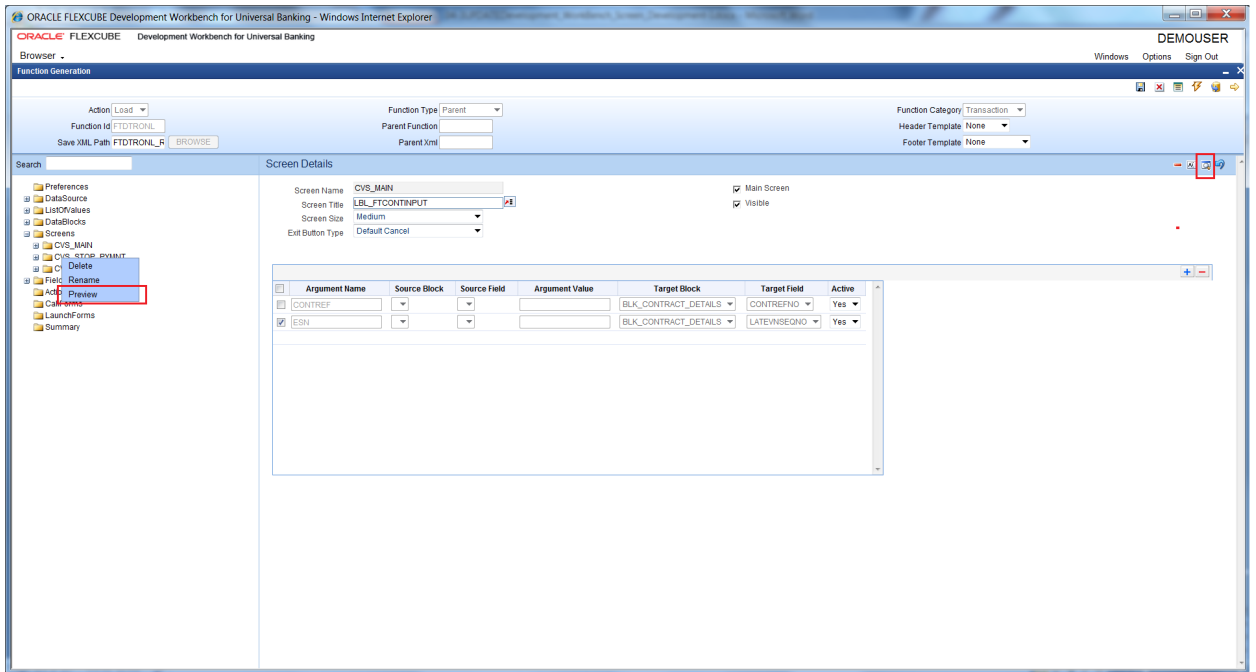 ORACLE FLEXCUBE Development Workbench for Universal Banking - Windows Internet Explorer
ORACLE FLEXCUBE Development Workbench for Universal Banking DEMOUSER
Browser Windows Options Sign Out
Function Generation
Action Load Function Type Parent Function Category Transaction
Function Id FTDTRONL Parent Function Header Template None
Save XML Path FTDTRONL_R BROWSE Parent Xml Footer Template None
Search Screen Details
Preferences
DataSource
ListOfValues
DataBlocks
Screens
CVS_MAIN
CVS_STOP_PYMNT
Delete
Rename
Preview
LaunchForms
Summary
Screen Name CVS_MAIN Main Screen
Screen Title LBL_FTCONTINPUT Visible
Screen Size Medium
Exit Button Type Default Cancel
Argument Name Source Block Source Field Argument Value Target Block Target Field Active
CONTREF BLK_CONTRACT_DETAILS CONTREFNO Yes
ESN BLK_CONTRACT_DETAILS LATEVNSEQNO Yes